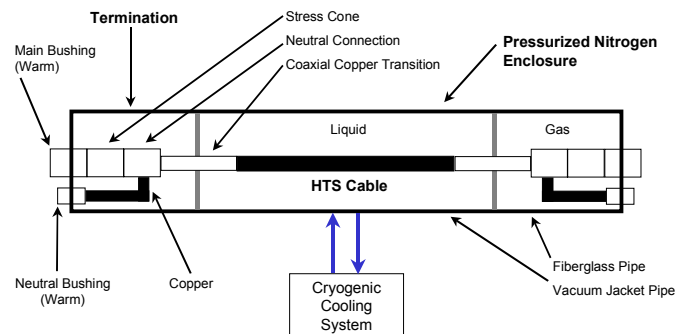 Termination
Stress Cone
Neutral Connection
Coaxial Copper Transition
Main Bushing
(Warm)
Pressurized Nitrogen
Enclosure
Liquid
Gas
HTS Cable
Neutral Bushing
(Warm)
Copper
Cryogenic
Cooling
System
Fiberglass Pipe
Vacuum Jacket Pipe